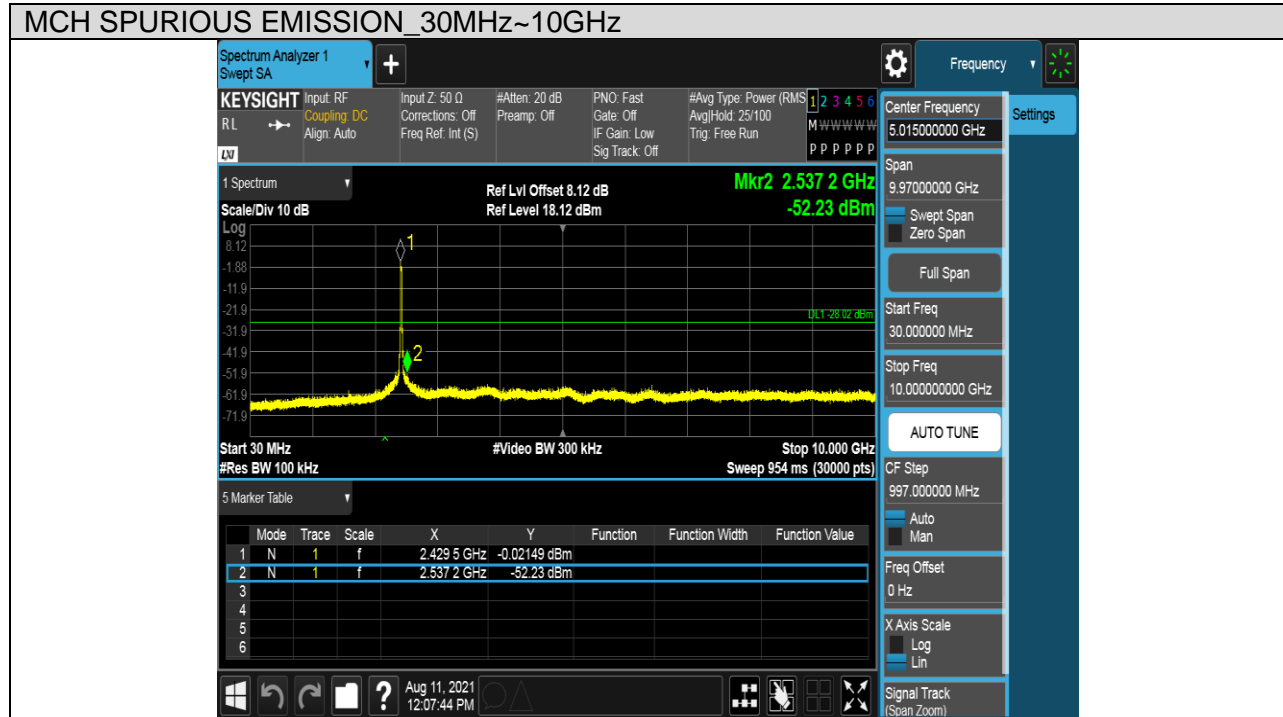 MCH SPURIOUS EMISSION_30MHz~10GHz
Spectrum Analyzer 1
Swept SA
+
Frequency
KEYSIGHT
RL
LXI
Input: RF
Coupling: DC
Align: Auto
Input Z: 50 Ω
Corrections: Off
Freq Ref: Int (S)
#Atten: 20 dB
Preamp: Off
PNO: Fast
Gate: Off
IF Gain: Low
Sig Track: Off
#Avg Type: Power (RMS
Avg|Hold: 25/100
Trig: Free Run
1 2 3 4 5 6
M W W W W W
P P P P P P
Center Frequency
5.015000000 GHz
Settings
1 Spectrum
Ref Lvl Offset 8.12 dB
Mkr2 2.537 2 GHz
Scale/Div 10 dB
Ref Level 18.12 dBm
-52.23 dBm
Log
8.12
-1.88
-11.9
-21.9
-31.9
-41.9
-51.9
-61.9
-71.9
1
2
DL1 -28.02 dBm
Start 30 MHz
#Video BW 300 kHz
Stop 10.000 GHz
#Res BW 100 kHz
Sweep 954 ms (30000 pts)
Span
9.97000000 GHz
Swept Span
Zero Span
Full Span
Start Freq
30.000000 MHz
Stop Freq
10.000000000 GHz
AUTO TUNE
CF Step
997.000000 MHz
Auto
Man
Freq Offset
0 Hz
X Axis Scale
Log
Lin
Signal Track
(Span Zoom)
5 Marker Table
Mode Trace Scale X Y Function Function Width Function Value
1 N 1 f 2.429 5 GHz -0.02149 dBm
2 N 1 f 2.537 2 GHz -52.23 dBm
3
4
5
6
?
Aug 11, 2021
12:07:44 PM